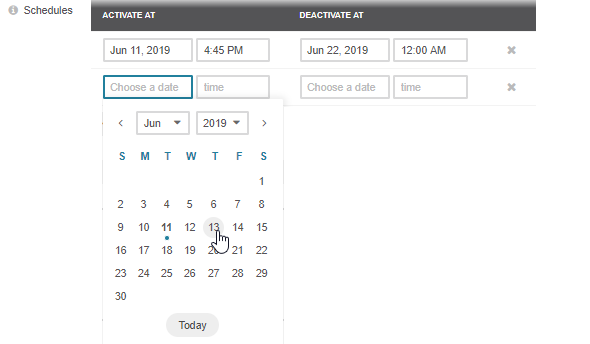 Schedules
ACTIVATE AT DEACTIVATE AT
Jun 11, 2019 4:45 PM Jun 22, 2019 12:00 AM
Choose a date time Choose a date time
Jun 2019
S M T W T F S
1
2 3 4 5 6 7 8
9 10 11 12 13 14 15
16 17 18 19 20 21 22
23 24 25 26 27 28 29
30
Today